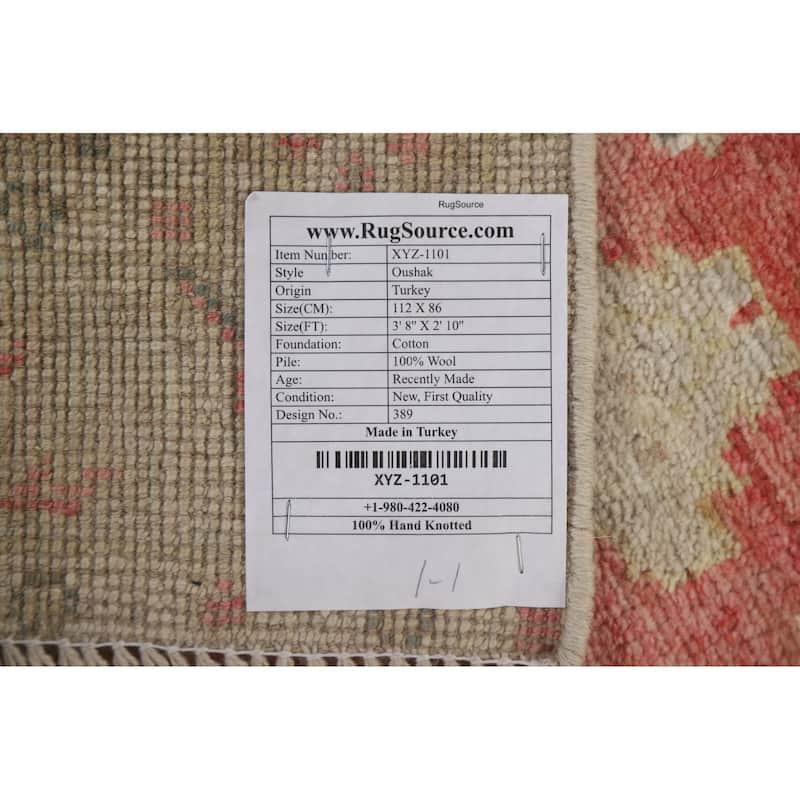 RugSource
www.RugSource.com
Item Number: XYZ-1101
Style Oushak
Origin Turkey
Size(CM): 112 X 86
Size(FT): 3' 8" X 2' 10"
Foundation: Cotton
Pile: 100% Wool
Age: Recently Made
Condition: New, First Quality
Design No.: 389
Made in Turkey
XYZ-1101
+1-980-422-4080
100% Hand Knotted
1-1